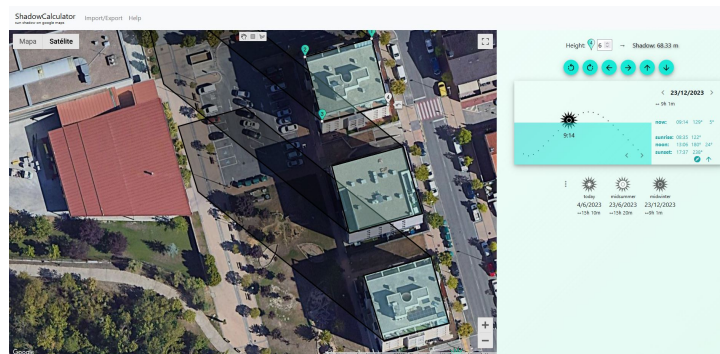 ShadowCalculator
sun shadow on google maps
Import/Export Help
Mapa Satélite
Height: 6 → Shadow: 68.33 m
< 23/12/2023 >
↔ 9h 1m
now: 09:14 129° 5°
9:14
sunrise: 08:35 122°
noon: 13:06 180° 24°
sunset: 17:37 238°
today midsummer midwinter
4/6/2023 23/6/2023 23/12/2023
↔15h 10m ↔15h 20m ↔9h 1m
Google